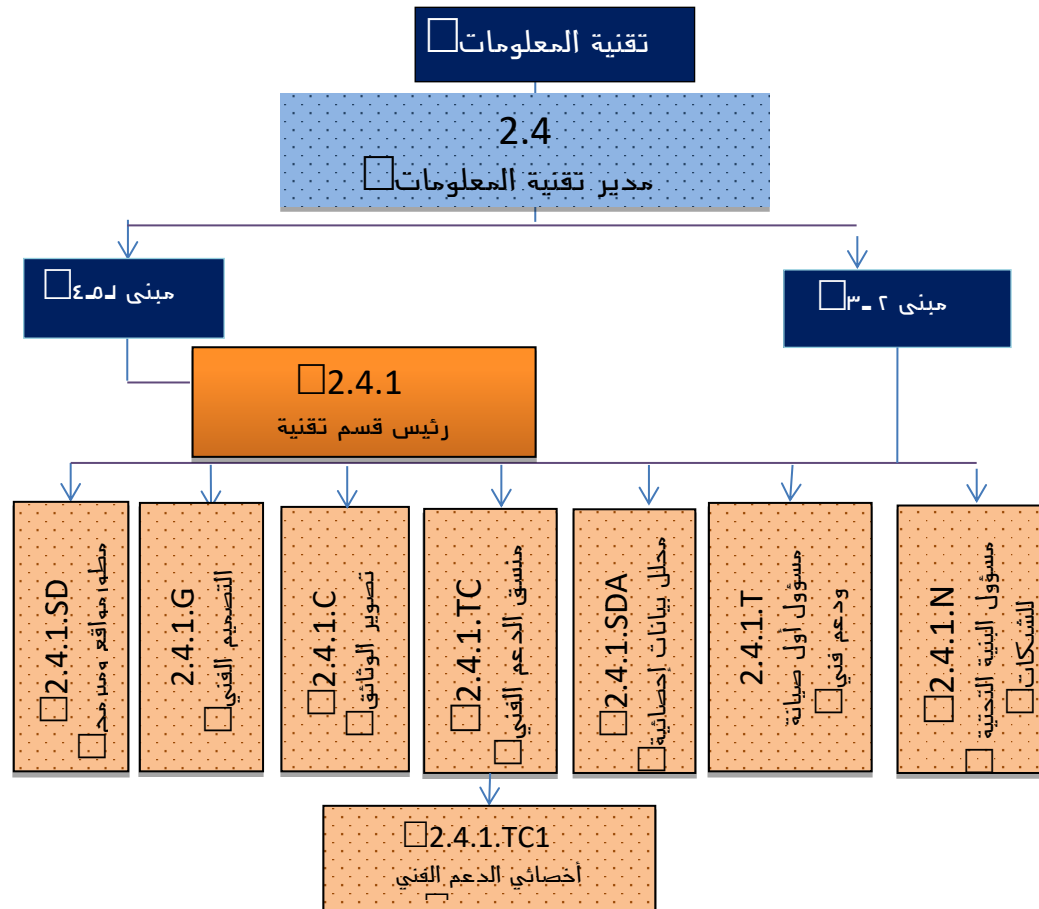 تقنية المعلومات
2.4
مدير تقنية المعلومات
مبنى ٢ -٣
مبنى
2.4.1
رئيس قسم تقنية
2.4.1.N
مسؤول البنية التحتية
للشبكات
2.4.1.T
مسؤول أول صيانة
ودعم فني
2.4.1.SDA
محلل بيانات إحصائية
2.4.1.TC
منسق الدعم الفني
2.4.1.C
تصوير الوثائق
2.4.1.G
التصميم الفني
2.4.1.SD
مواقع
2.4.1.TC1
أخصائي الدعم الفني